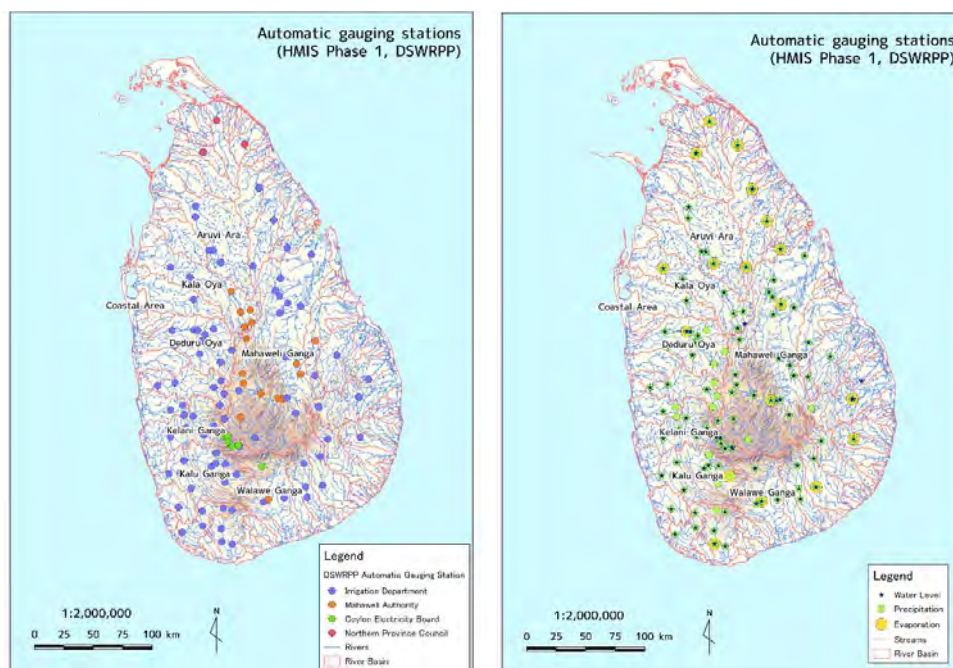 Automatic gauging stations
(HMIS Phase 1, DSWRPP)
Aruvi Ara
Kala Oya
Coastal Area
Deduru Oya
Mahaweli Ganga
Kelani Ganga
Kalu Ganga
Walawe Ganga
Legend
DSWRPP Automatic Gauging Station
Irrigation Department
Mahaweli Authority
Ceylon Electricity Board
Northern Province Council
Rivers
River Basin
1:2,000,000
N
0 25 50 75 100 km
Automatic gauging stations
(HMIS Phase 1, DSWRPP)
Aruvi Ara
Kala Oya
Coastal Area
Deduru Oya
Mahaweli Ganga
Kelani Ganga
Kalu Ganga
Walawe Ganga
Legend
Water Level
Precipitation
Evaporation
Streams
River Basin
1:2,000,000
N
0 25 50 75 100 km